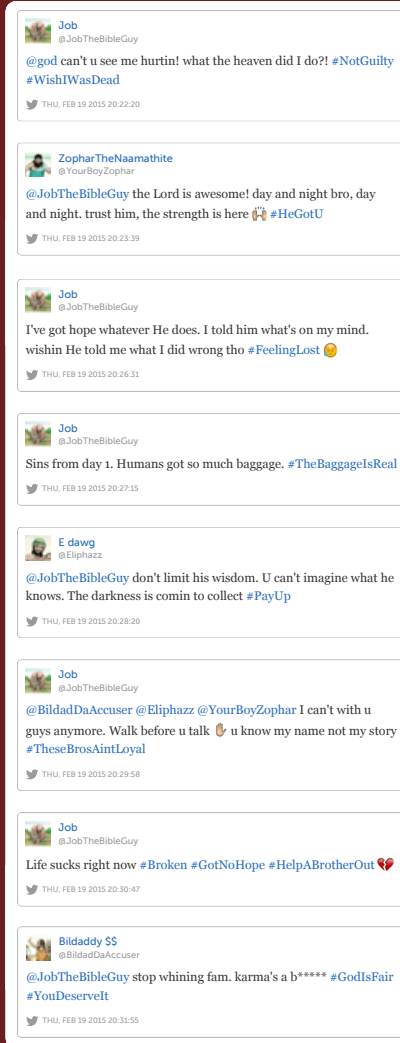 Job
@JobTheBibleGuy
@god can't u see me hurtin! what the heaven did I do?! #NotGuilty
#WishIWasDead
THU, FEB 19 2015 20:22:20
ZopharTheNaamathite
@YourBoyZophar
@JobTheBibleGuy the Lord is awesome! day and night bro, day
and night. trust him, the strength is here 🙌🏼 #HeGotU
THU, FEB 19 2015 20:23:39
Job
@JobTheBibleGuy
I've got hope whatever He does. I told him what's on my mind.
wishin He told me what I did wrong tho #FeelingLost 😥
THU, FEB 19 2015 20:26:31
Job
@JobTheBibleGuy
Sins from day 1. Humans got so much baggage. #TheBaggageIsReal
THU, FEB 19 2015 20:27:15
E dawg
@Eliphazz
@JobTheBibleGuy don't limit his wisdom. U can't imagine what he
knows. The darkness is comin to collect #PayUp
THU, FEB 19 2015 20:28:20
Job
@JobTheBibleGuy
@BildadDaAccuser @Eliphazz @YourBoyZophar I can't with u
guys anymore. Walk before u talk ✋🏼 u know my name not my story
#TheseBrosAintLoyal
THU, FEB 19 2015 20:29:58
Job
@JobTheBibleGuy
Life sucks right now #Broken #GotNoHope #HelpABrotherOut 💔
THU, FEB 19 2015 20:30:47
Bildaddy $$
@BildadDaAccuser
@JobTheBibleGuy stop whining fam. karma's a b***** #GodIsFair
#YouDeserveIt
THU, FEB 19 2015 20:31:55